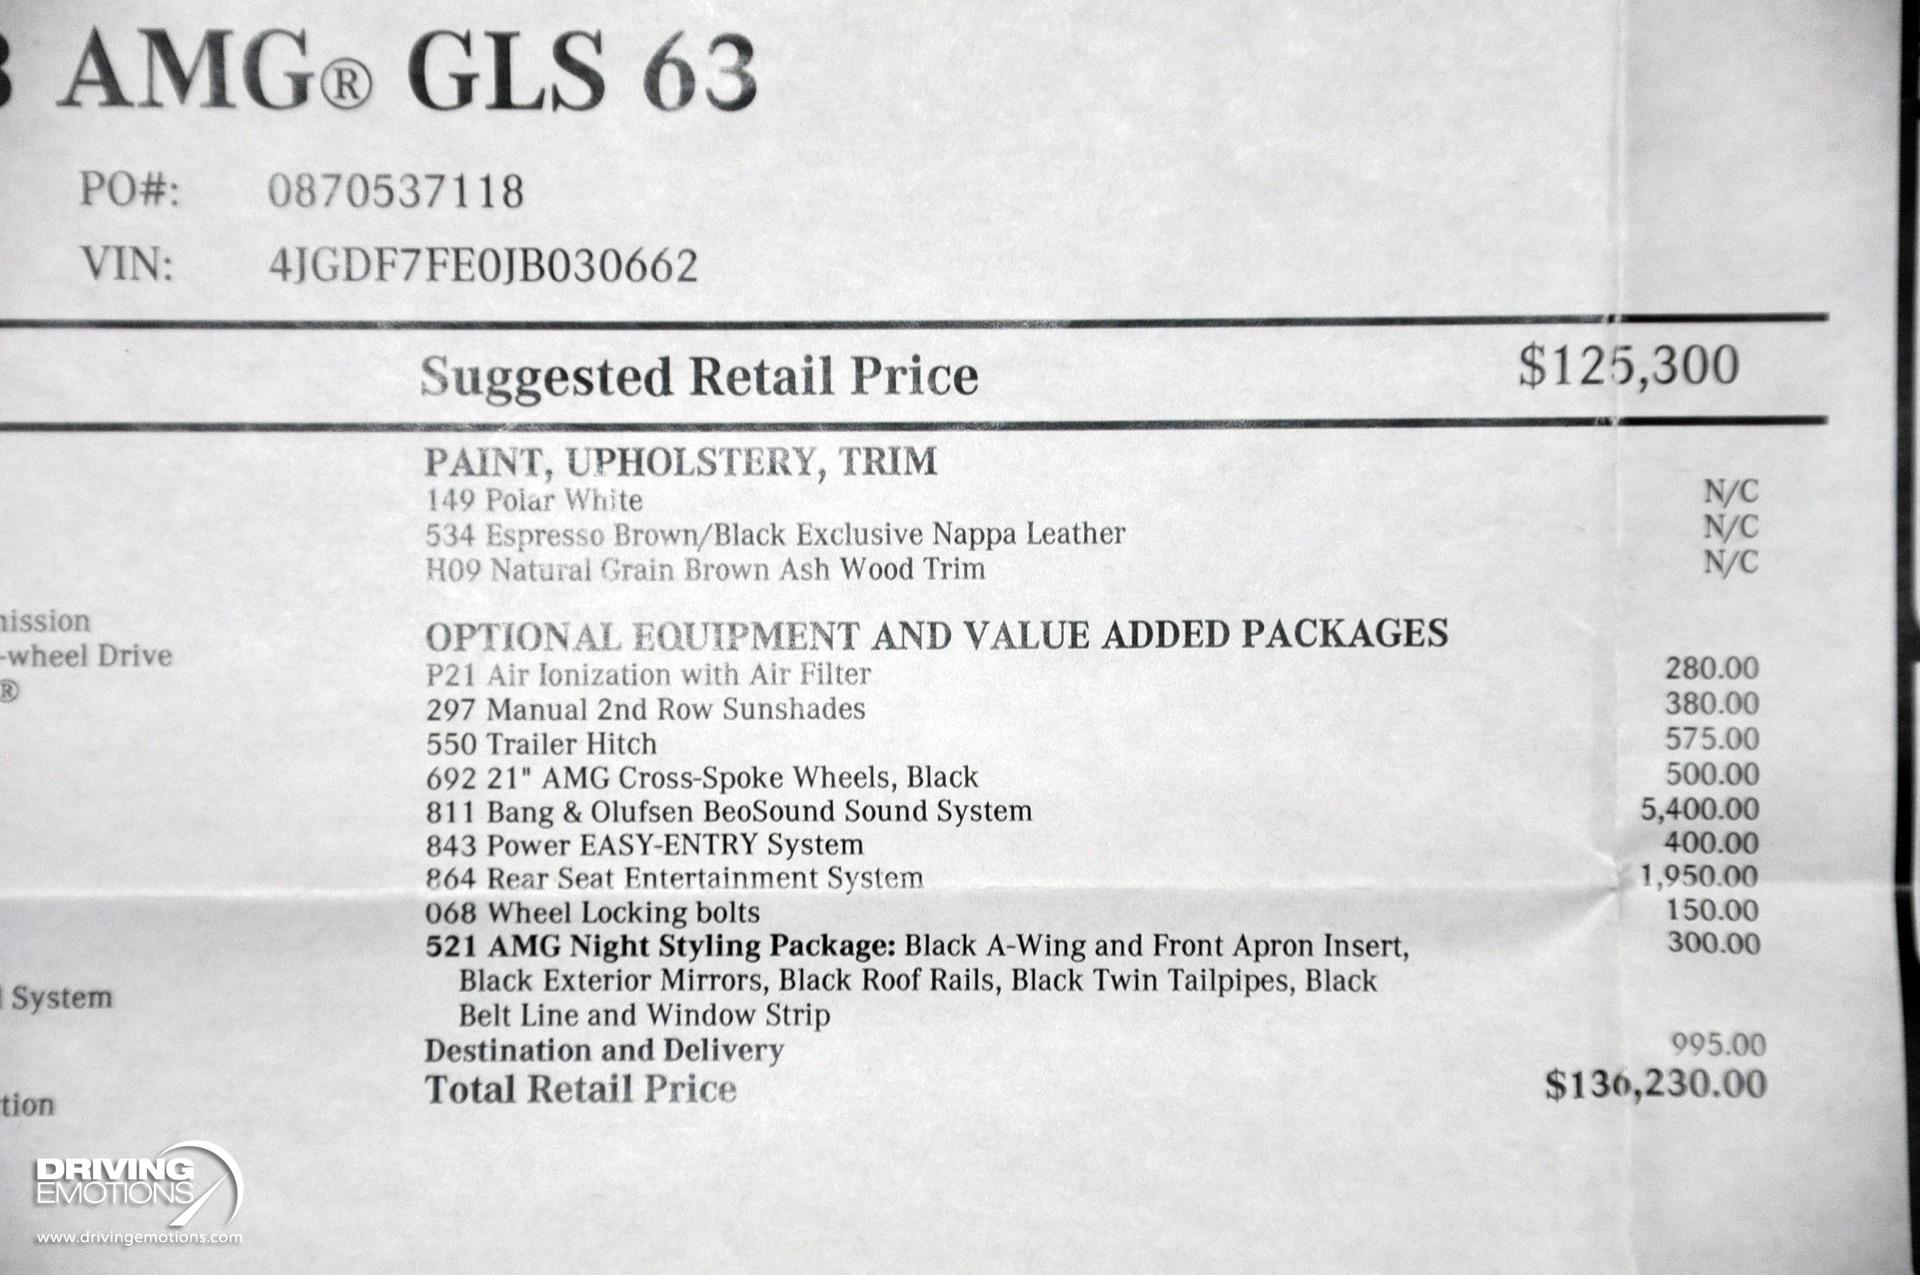 AMG® GLS 63
PO#: 0870537118
VIN: 4JGDF7FE0JB030662
Suggested Retail Price $125,300
PAINT, UPHOLSTERY, TRIM
149 Polar White N/C
534 Espresso Brown/Black Exclusive Nappa Leather N/C
H09 Natural Grain Brown Ash Wood Trim N/C
mission
-wheel Drive
®
OPTIONAL EQUIPMENT AND VALUE ADDED PACKAGES
P21 Air Ionization with Air Filter 280.00
297 Manual 2nd Row Sunshades 380.00
550 Trailer Hitch 575.00
692 21" AMG Cross-Spoke Wheels, Black 500.00
811 Bang & Olufsen BeoSound Sound System 5,400.00
843 Power EASY-ENTRY System 400.00
864 Rear Seat Entertainment System 1,950.00
068 Wheel Locking bolts 150.00
521 AMG Night Styling Package: Black A-Wing and Front Apron Insert, 300.00
Black Exterior Mirrors, Black Roof Rails, Black Twin Tailpipes, Black
System
Belt Line and Window Strip
Destination and Delivery 995.00
Total Retail Price $136,230.00
tion
DRIVING
EMOTIONS
www.drivingemotions.com